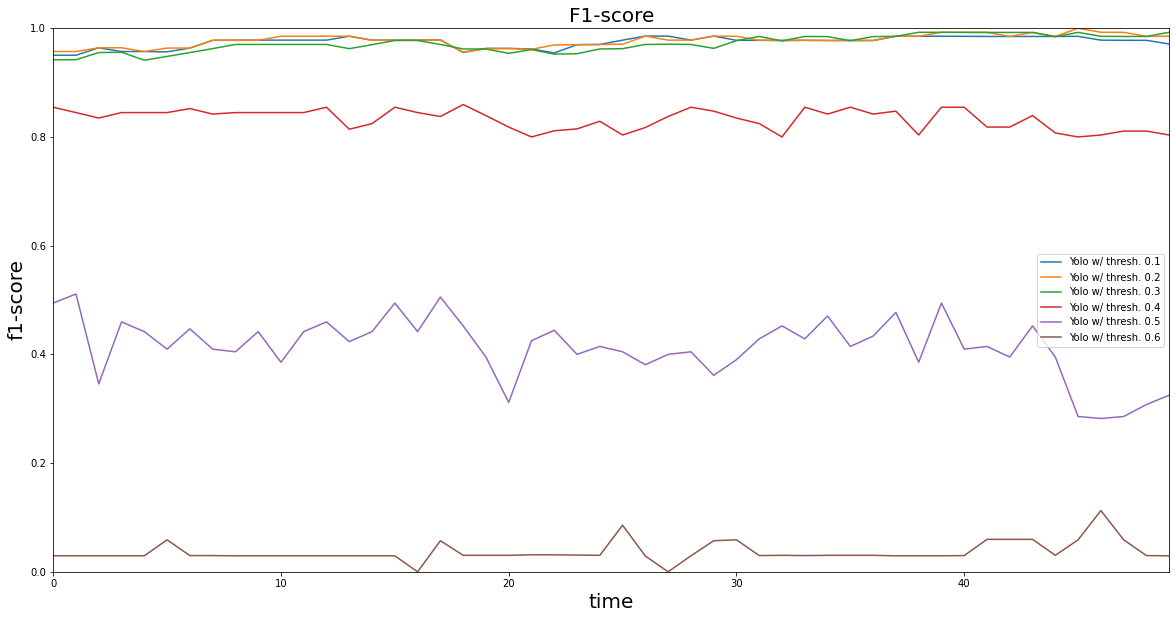 F1-score
1.0
0.8
0.6
0.4
0.2
0.0
f1-score
Yolo w/ thresh. 0.1
Yolo w/ thresh. 0.2
Yolo w/ thresh. 0.3
Yolo w/ thresh. 0.4
Yolo w/ thresh. 0.5
Yolo w/ thresh. 0.6
0 10 20 30 40
time